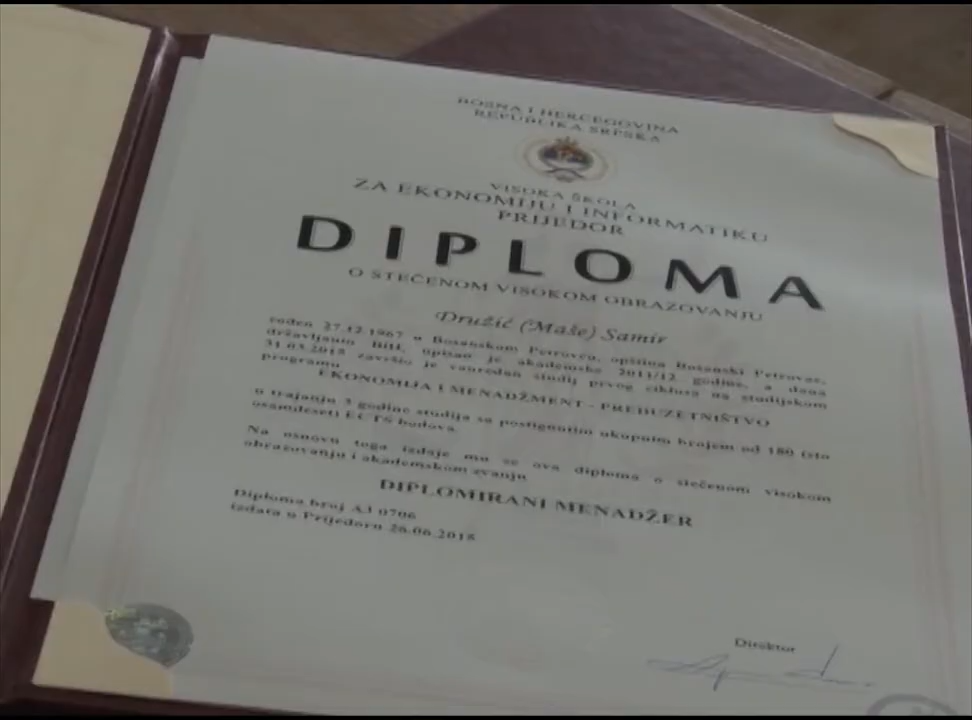 BOSNA I HERCEGOVINA
REPUBLIKA SRPSKA
VISOKA ŠKOLA
ZA EKONOMIJU I INFORMATIKU
PRIJEDOR
DIPLOMA
O STEČENOM VISOKOM OBRAZOVANJU
Družić (Maše) Samir
rođen 27.12.1967. u Bosanskom Petrovcu, opština Bosanski Petrovac,
državljanin BiH, upisan je akademske 2011/12. godine, a dana
31.03.2015 završio je vanredan studij prvog ciklusa na studijskom
programu
EKONOMIJA I MENADŽMENT - PREDUZETNIŠTVO
u trajanju 3 godine studija sa postignutim ukupnim brojem od 180 (sto
osamdeset) ECTS bodova.
Na osnovu toga izdaje mu se ova diploma o stečenom visokom
obrazovanju i akademskom zvanju
DIPLOMIRANI MENADŽER
Diploma broj AJ 0706
izdata u Prijedoru 26.06.2015
Direktor